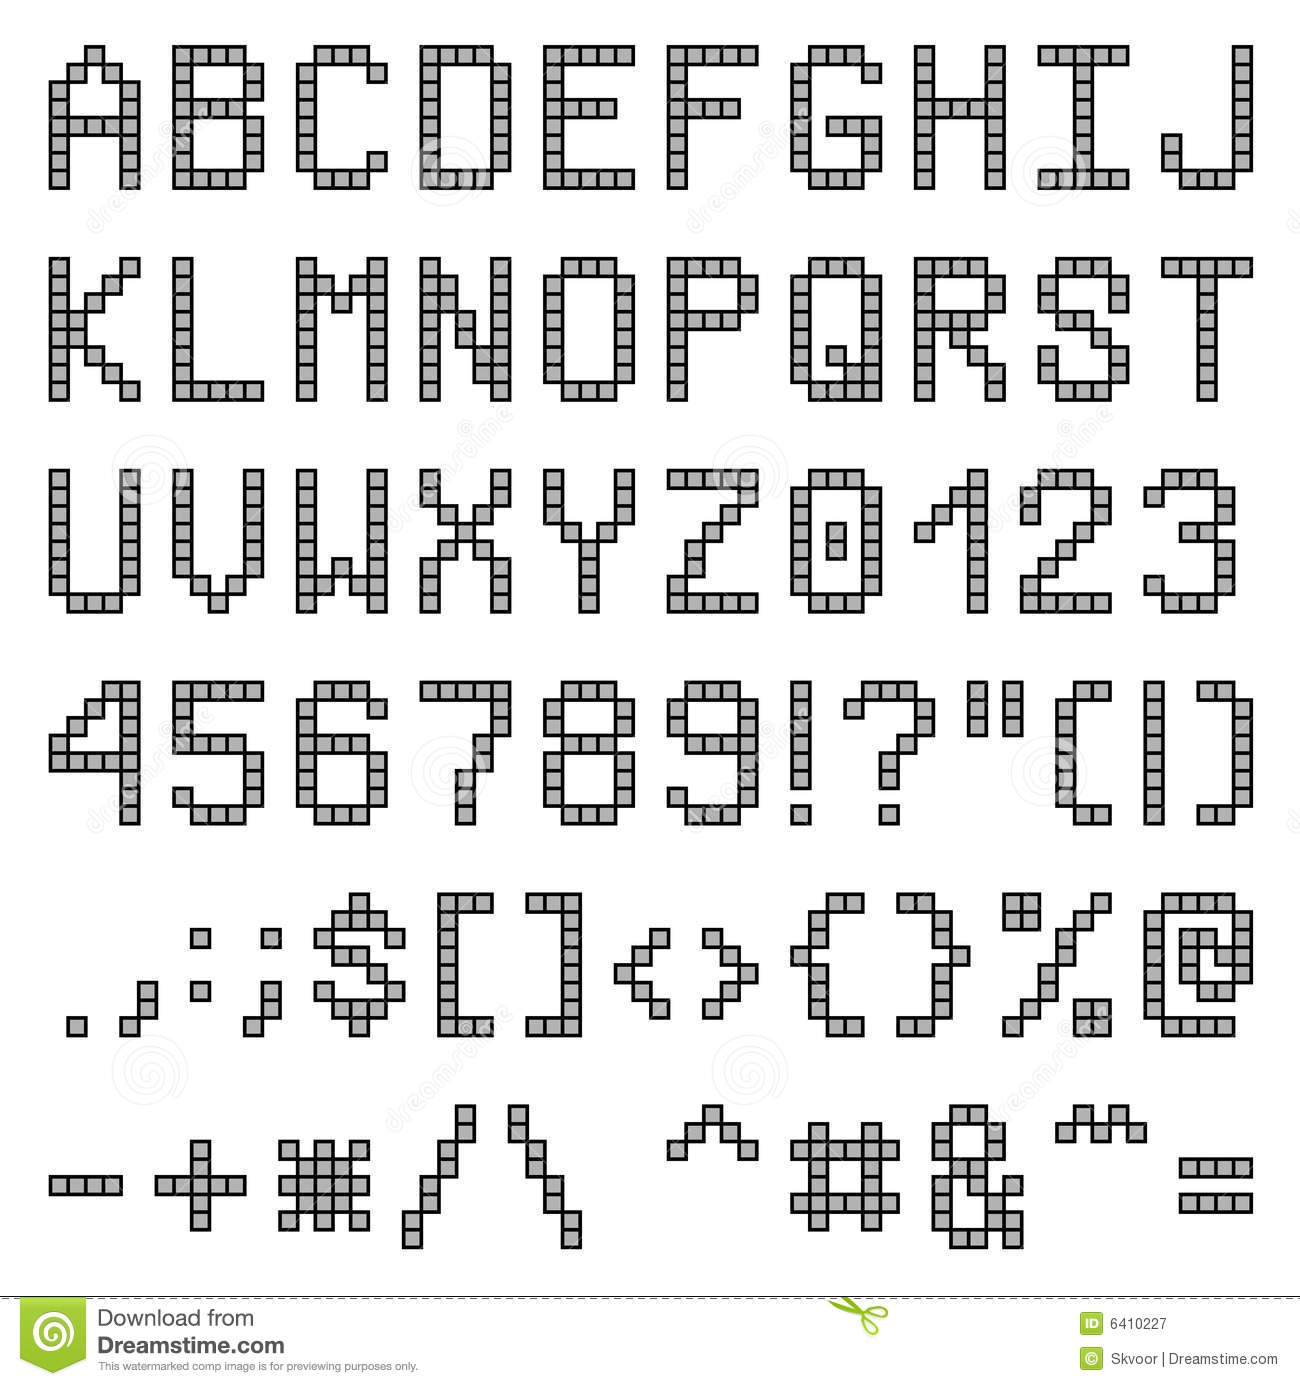 ABCDEFGHIJ
KLMNOPQRST
UVWXYZ0123
456789!?"(|)
.,:;$[]<>{}%@
-+*/\^#&~=
Download from
Dreamstime.com
This watermarked comp image is for previewing purposes only.
ID 6410227
© Skvoor | Dreamstime.com